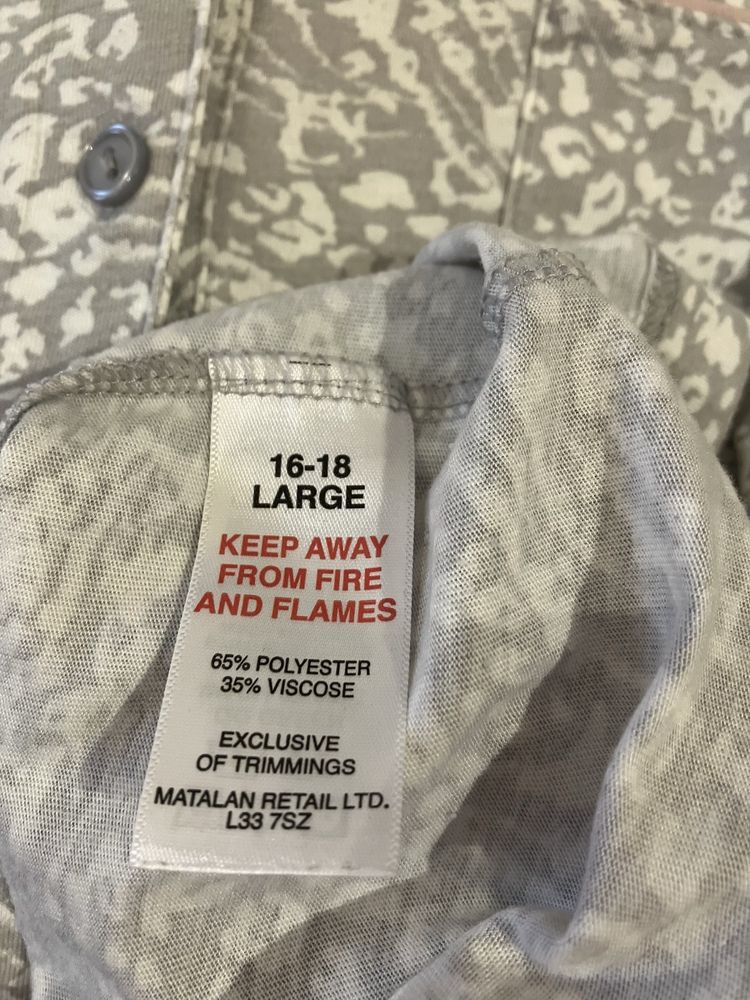 16-18
LARGE
KEEP AWAY
FROM FIRE
AND FLAMES
65% POLYESTER
35% VISCOSE
EXCLUSIVE
OF TRIMMINGS
MATALAN RETAIL LTD.
L33 7SZ